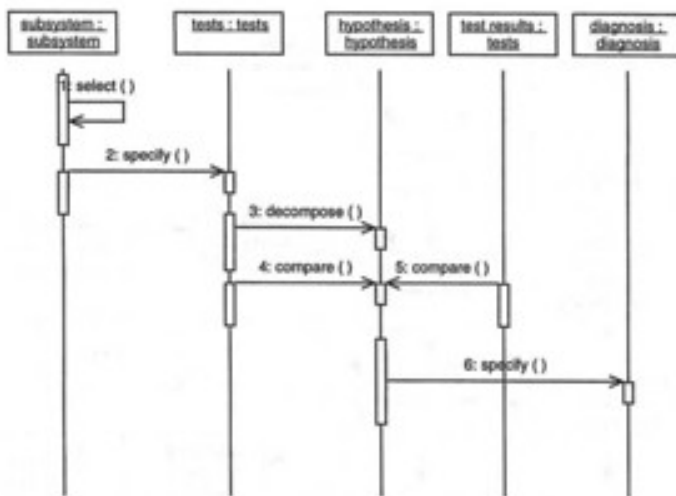 subsystem :
subsystem
tests : tests
hypothesis :
hypothesis
test results :
tests
diagnosis :
diagnosis
1: select ( )
2: specify ( )
3: decompose ( )
4: compare ( )
5: compare ( )
6: specify ( )